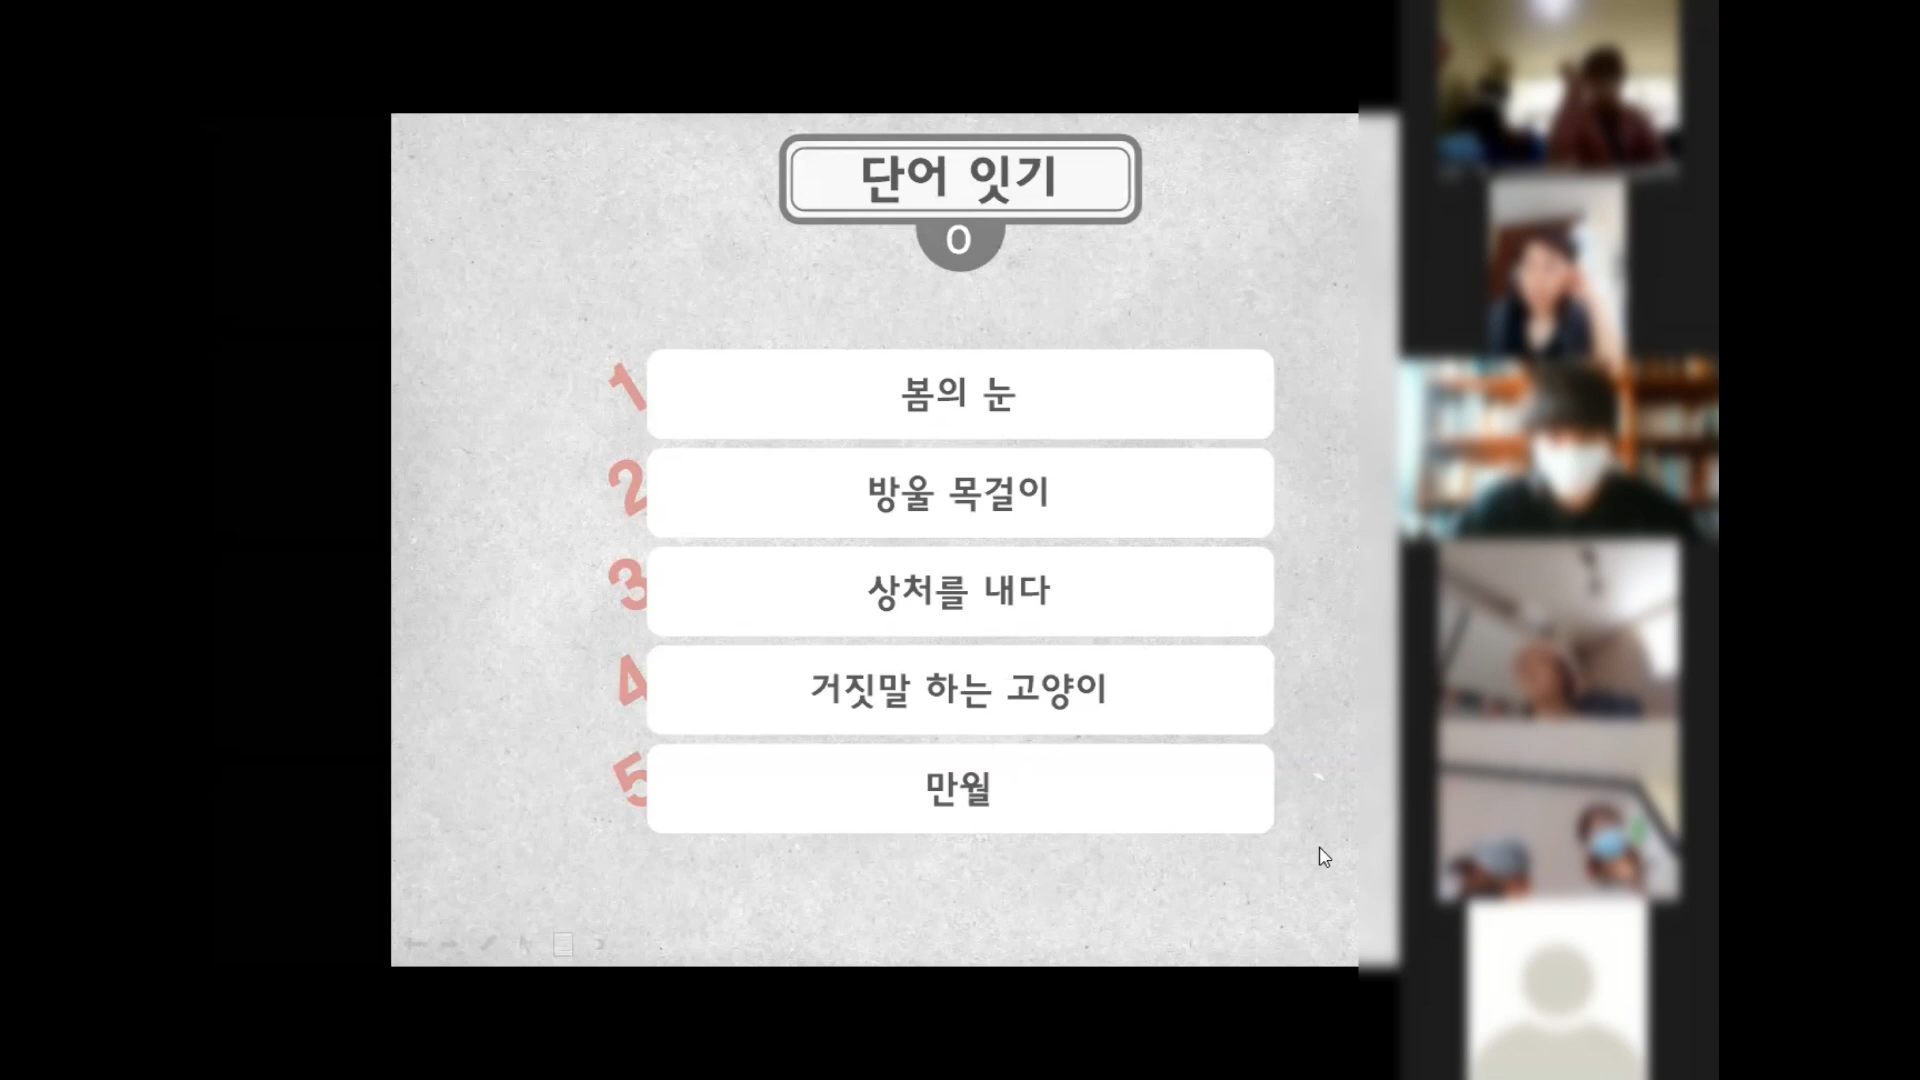 단어 잇기
0
1 봄의 눈
2 방울 목걸이
3 상처를 내다
4 거짓말 하는 고양이
5 만월